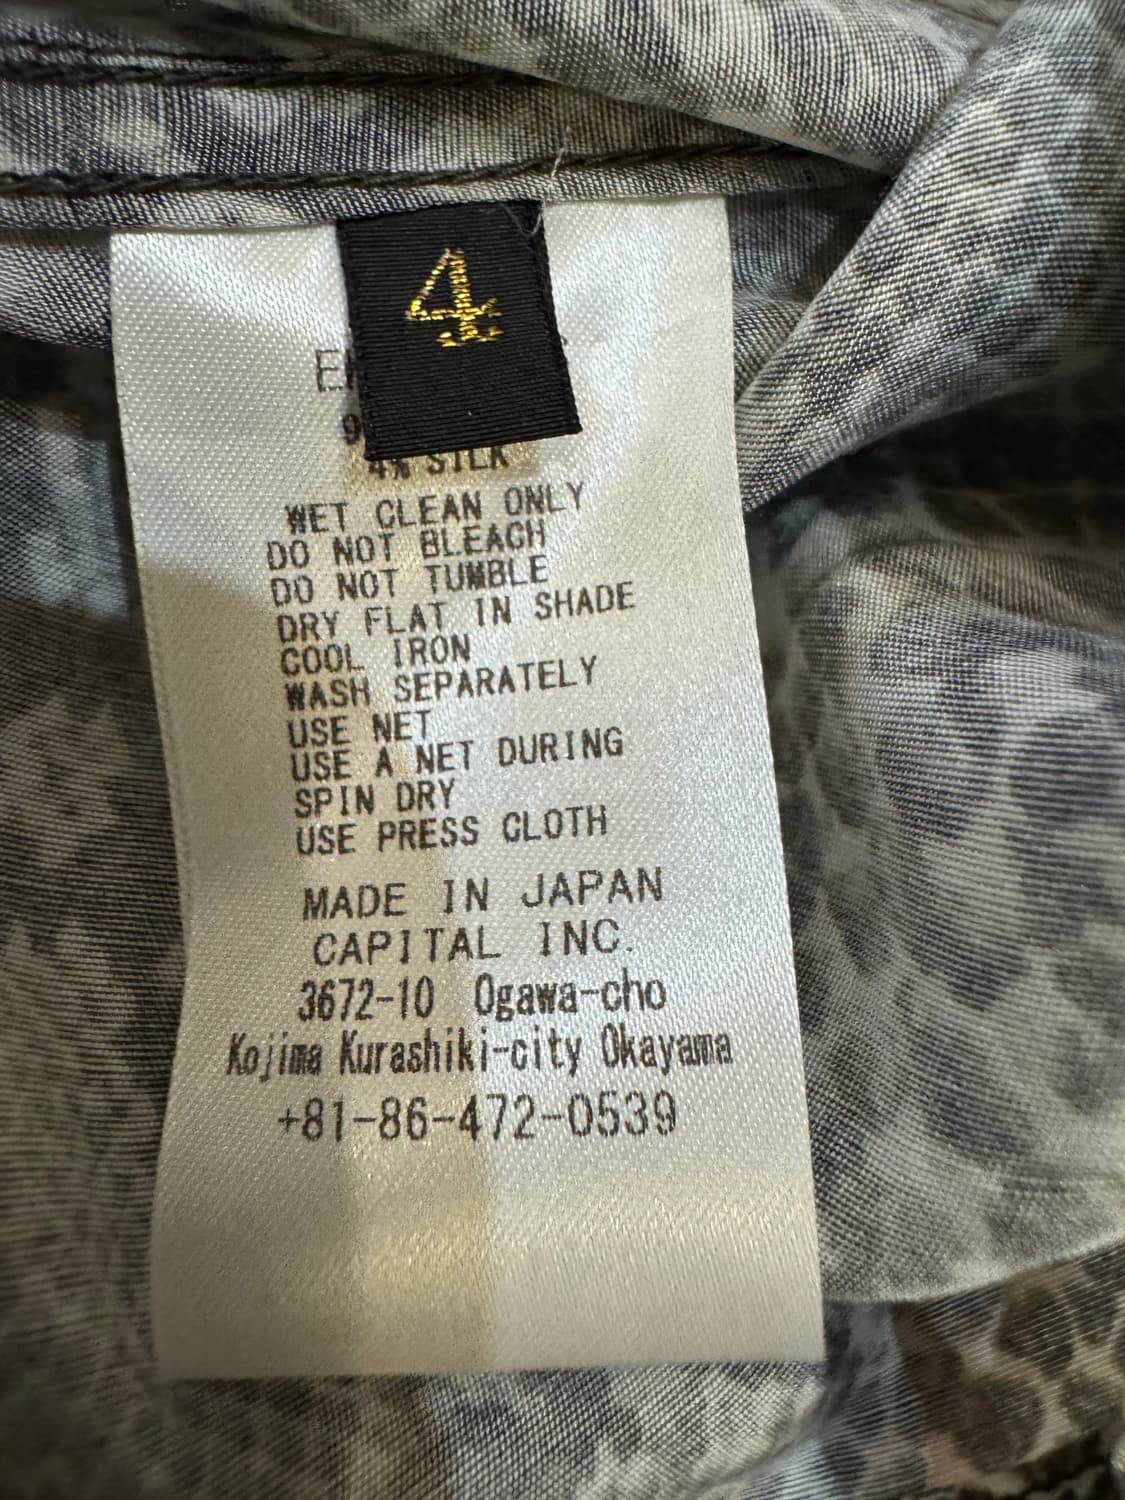 4
4% SILK
WET CLEAN ONLY
DO NOT BLEACH
DO NOT TUMBLE
DRY FLAT IN SHADE
COOL IRON
WASH SEPARATELY
USE NET
USE A NET DURING
SPIN DRY
USE PRESS CLOTH
MADE IN JAPAN
CAPITAL INC.
3672-10 Ogawa-cho
Kojima Kurashiki-city Okayama
+81-86-472-0539